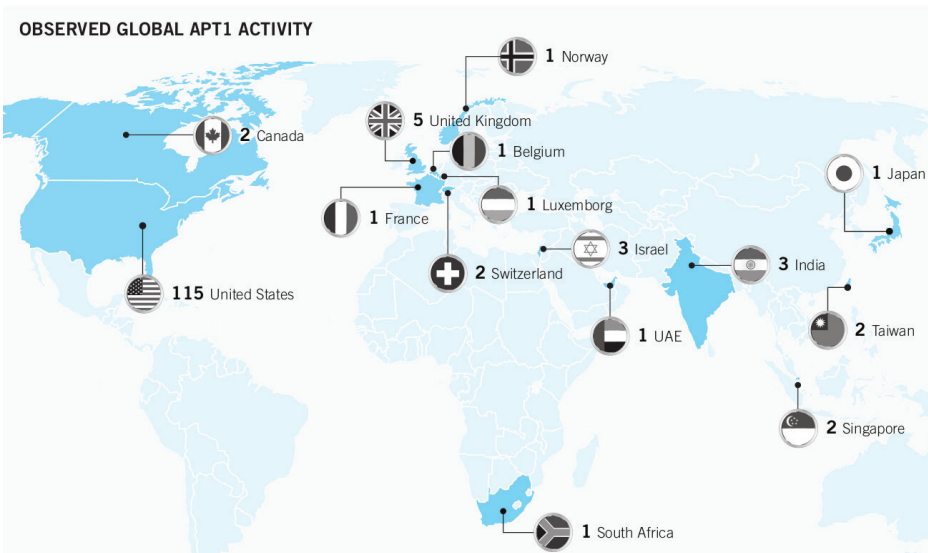 OBSERVED GLOBAL APT1 ACTIVITY
1 Norway
5 United Kingdom
2 Canada
1 Belgium
1 Japan
1 Luxemborg
1 France
3 Israel
3 India
2 Switzerland
115 United States
2 Taiwan
1 UAE
2 Singapore
1 South Africa